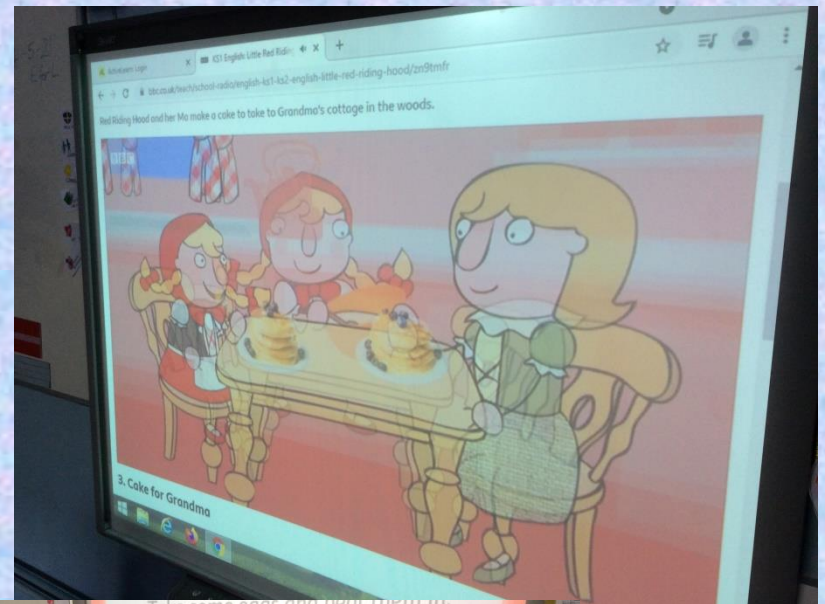 ActiveLearn Login
KS1 English: Little Red Riding
bbc.co.uk/teach/school-radio/english-ks1-ks2-english-little-red-riding-hood/zn9tmfr
Red Riding Hood and her Ma make a cake to take to Grandma's cottage in the woods.
3. Cake for Grandma